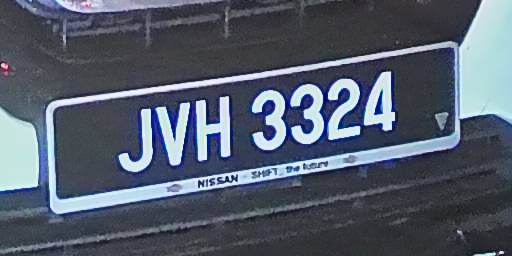 JVH 3324
NISSAN - SHIFT_the future